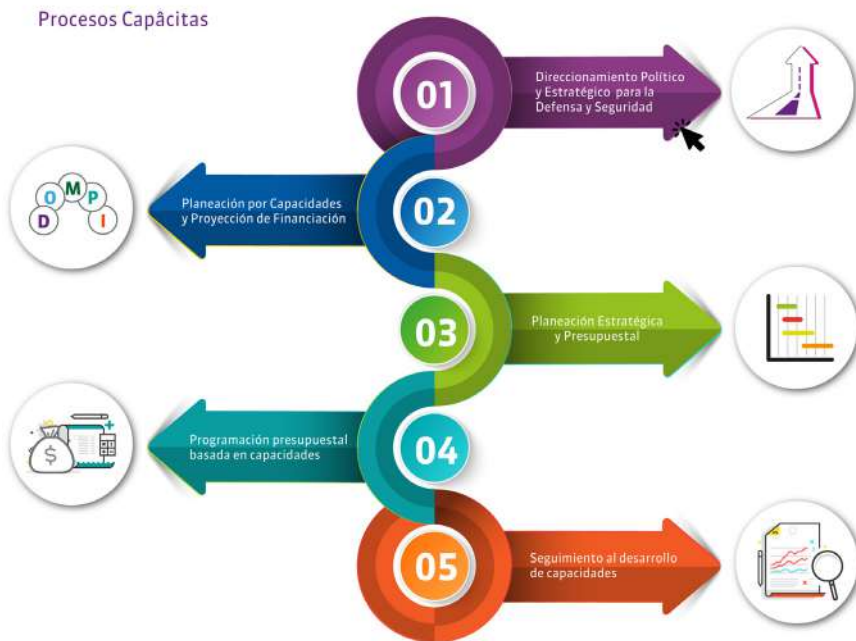 Procesos Capâcitas
01
Direccionamiento Político
y Estratégico para la
Defensa y Seguridad
D
O
M
P
I
Planeación por Capacidades
y Proyección de Financiación
02
03
Planeación Estratégica
y Presupuestal
$
Programación presupuestal
basada en capacidades
04
05
Seguimiento al desarrollo
de capacidades